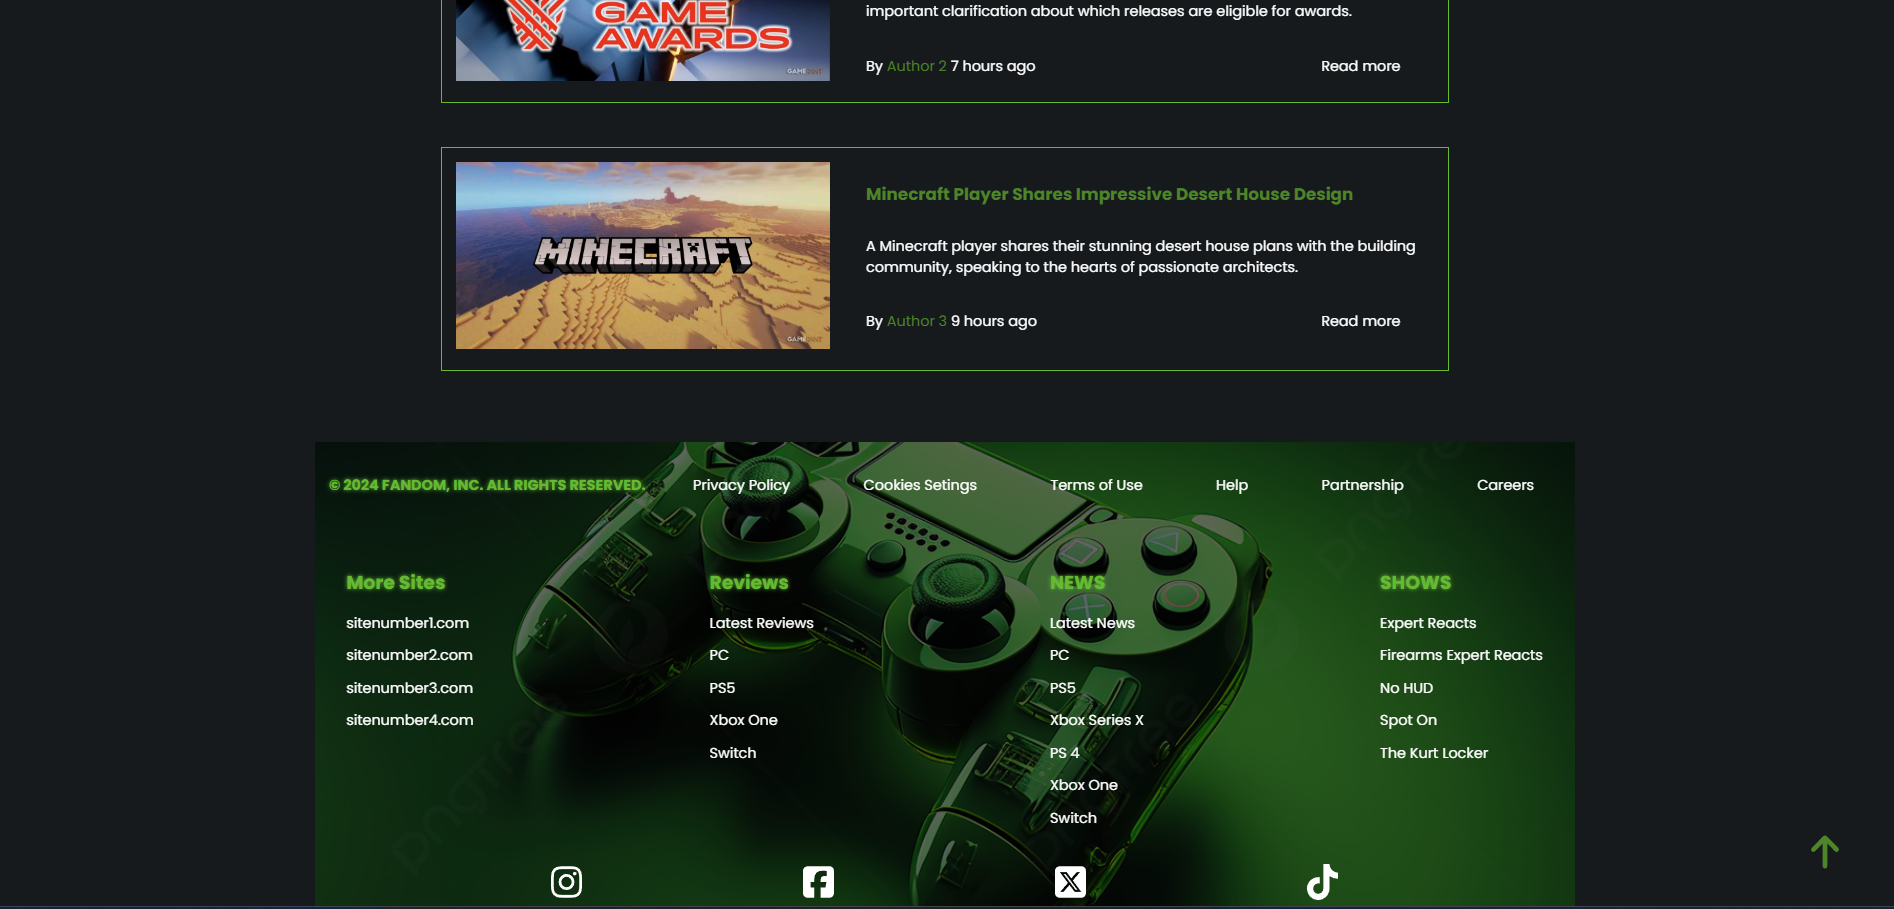 GAME
AWARDS
important clarification about which releases are eligible for awards.
GAMERANT
By Author 2 7 hours ago
Read more
MINECRAFT
GAMERANT
Minecraft Player Shares Impressive Desert House Design
A Minecraft player shares their stunning desert house plans with the building
community, speaking to the hearts of passionate architects.
By Author 3 9 hours ago
Read more
© 2024 FANDOM, INC. ALL RIGHTS RESERVED.
Privacy Policy
Cookies Setings
Terms of Use
Help
Partnership
Careers
More Sites
sitenumber1.com
sitenumber2.com
sitenumber3.com
sitenumber4.com
Reviews
Latest Reviews
PC
PS5
Xbox One
Switch
NEWS
Latest News
PC
PS5
Xbox Series X
PS 4
Xbox One
Switch
SHOWS
Expert Reacts
Firearms Expert Reacts
No HUD
Spot On
The Kurt Locker
pngtree
pngtree
pngtree